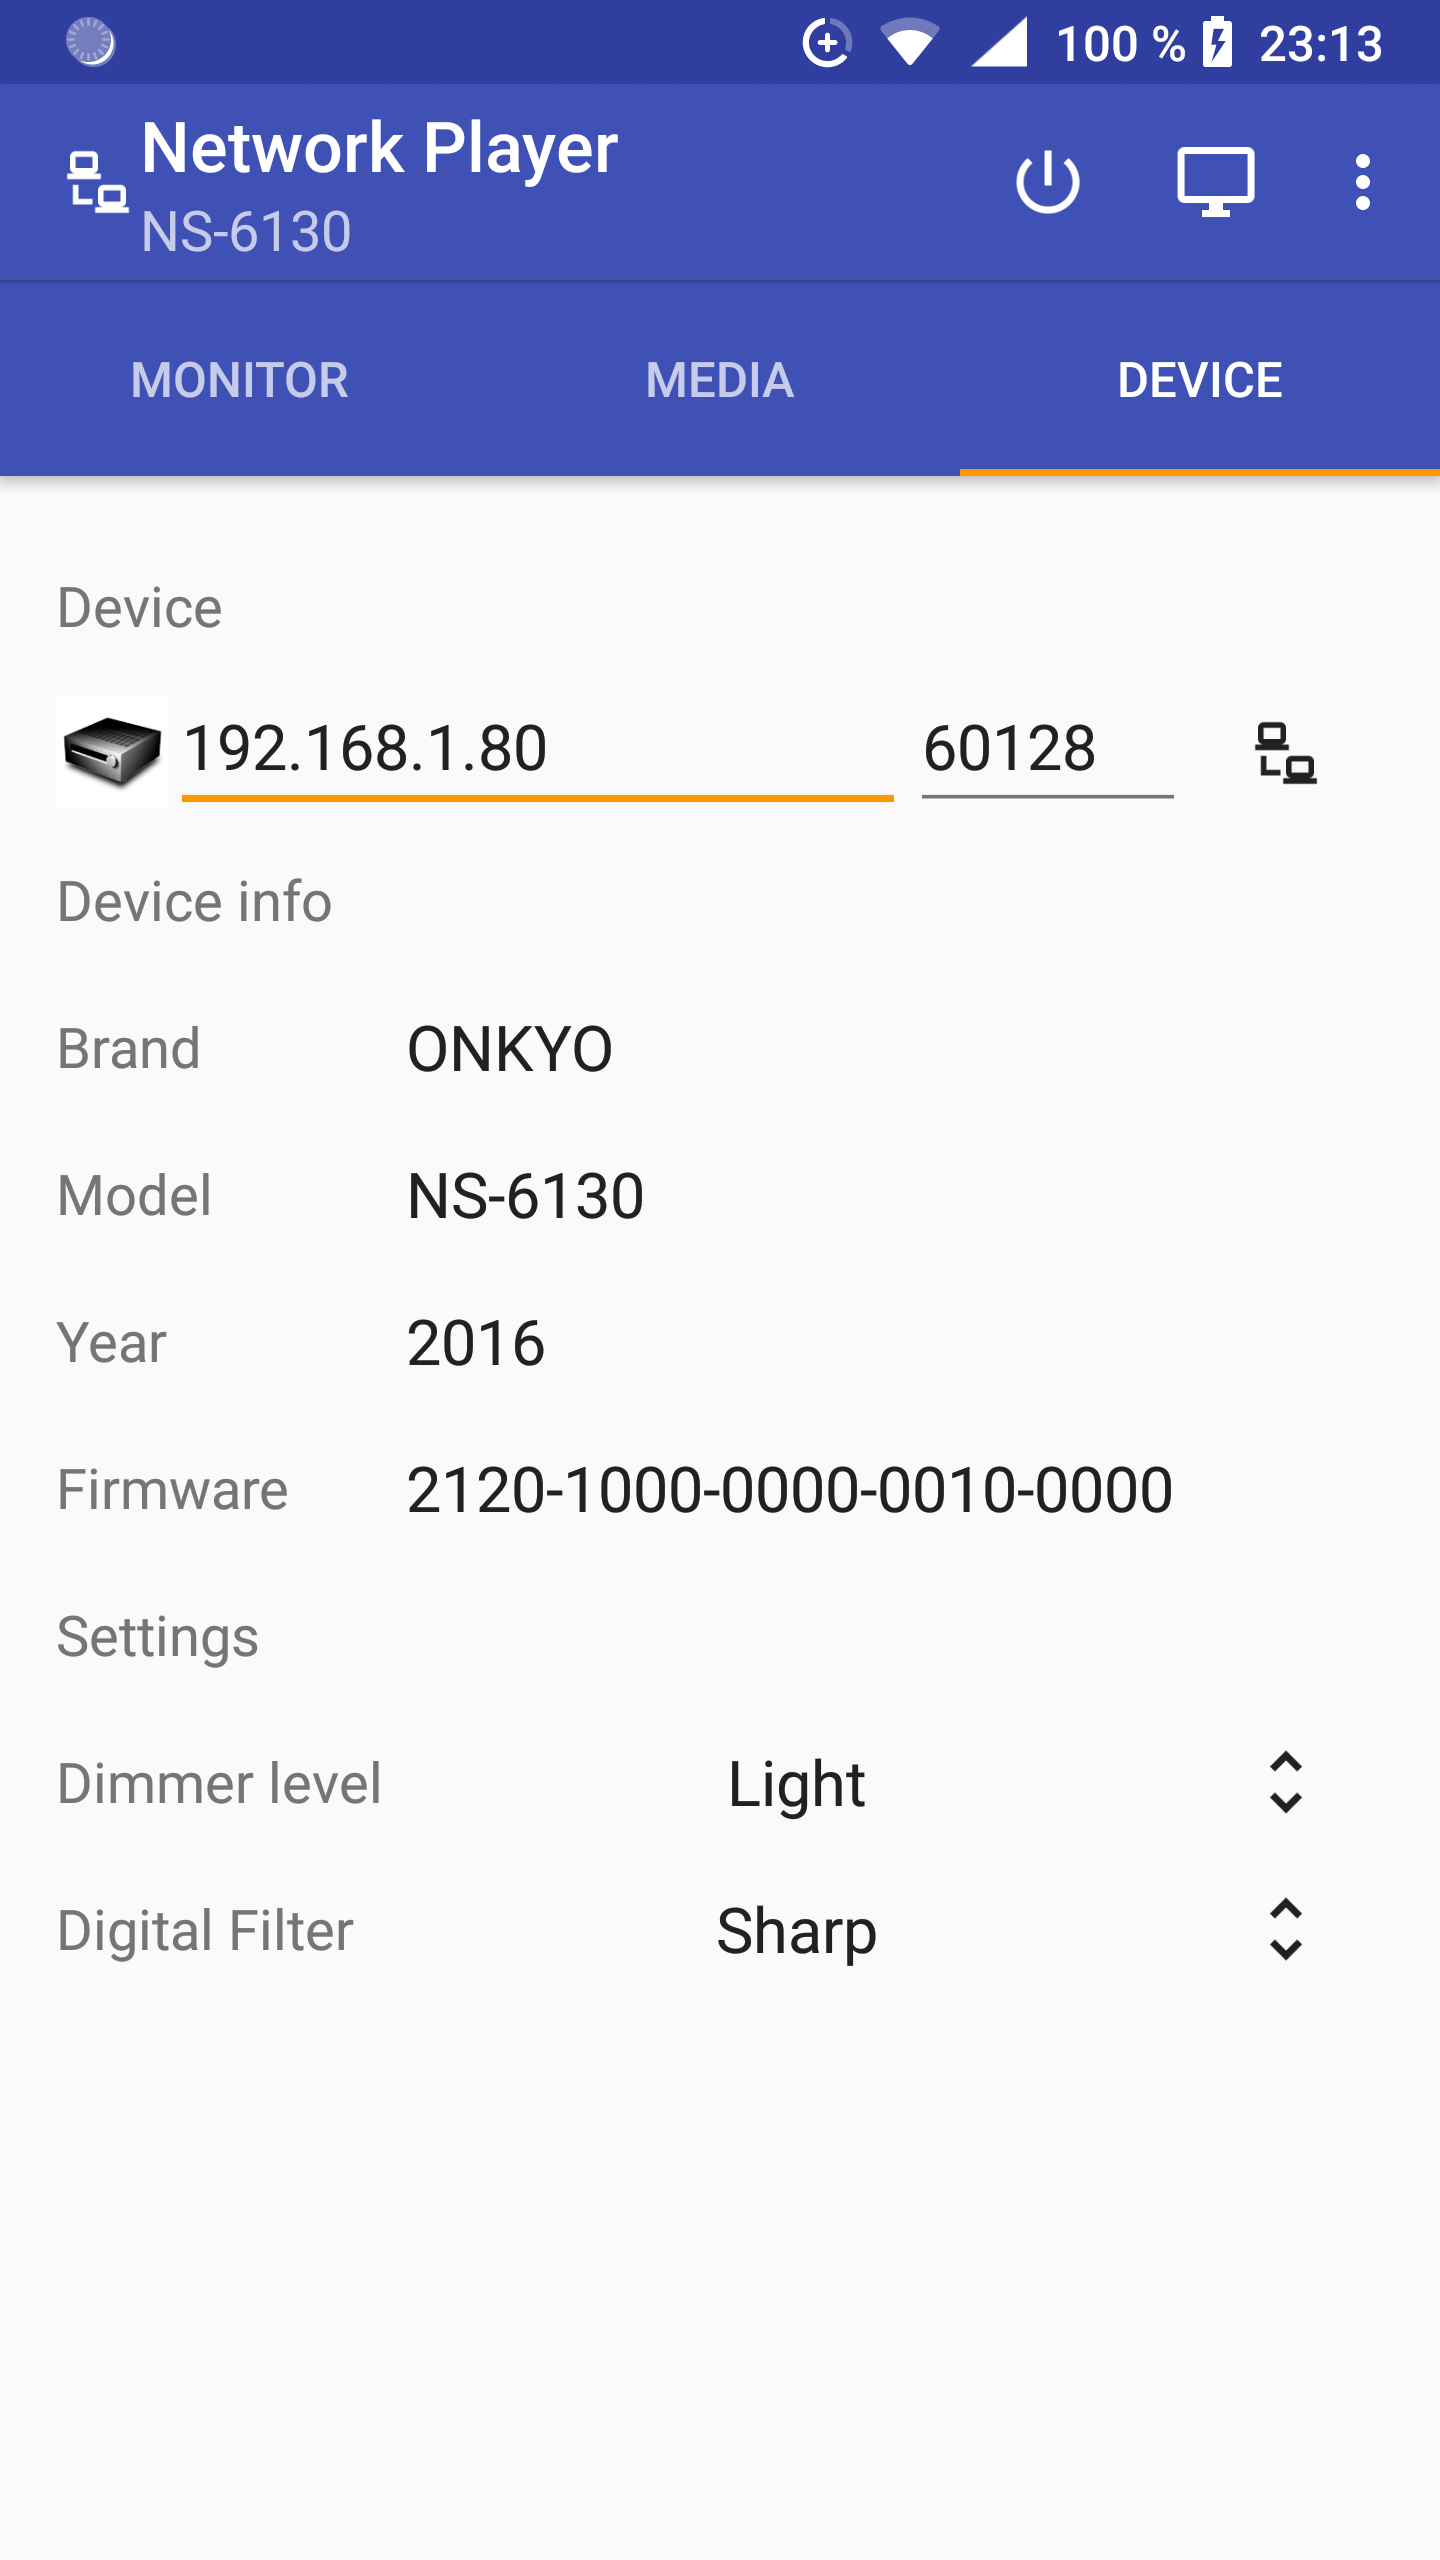 100 % 23:13
Network Player
NS-6130
MONITOR MEDIA DEVICE
Device
192.168.1.80 60128
Device info
Brand ONKYO
Model NS-6130
Year 2016
Firmware 2120-1000-0000-0010-0000
Settings
Dimmer level Light
Digital Filter Sharp